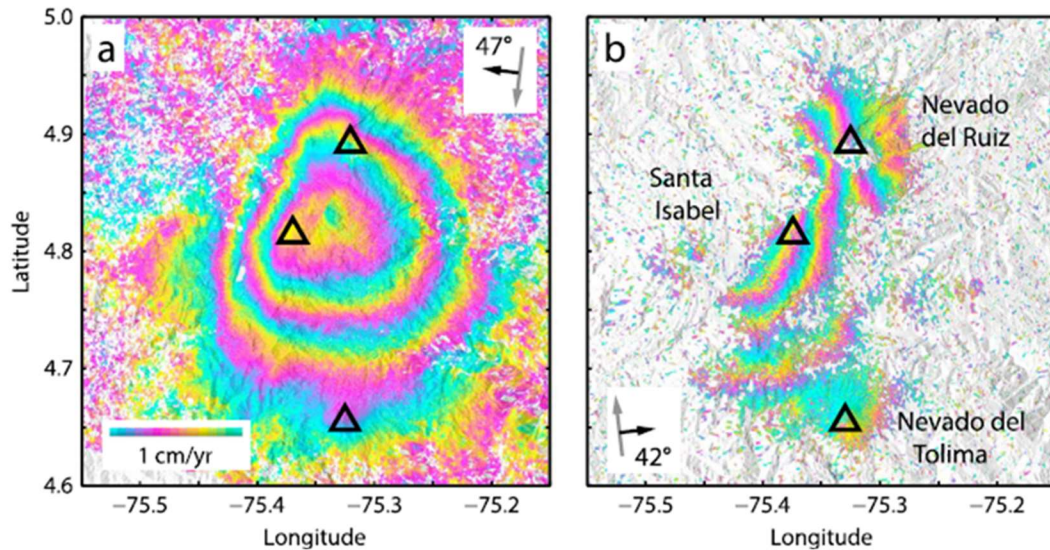 5.0
a
47°
4.9
4.8
4.7
4.6
Latitude
1 cm/yr
−75.5
−75.4
−75.3
−75.2
Longitude
b
Nevado
del Ruiz
Santa
Isabel
Nevado del
Tolima
42°
−75.5
−75.4
−75.3
−75.2
Longitude